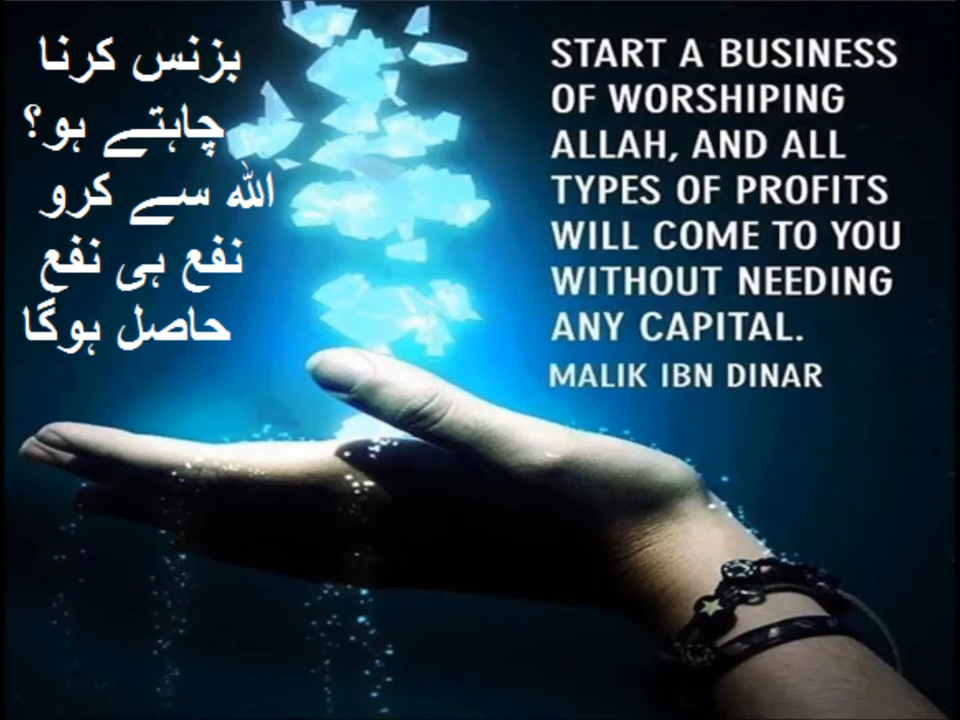 بزنس کرنا
چاہتے ہو؟
اللہ سے کرو
نفع ہی نفع
حاصل ہوگا
START A BUSINESS
OF WORSHIPING
ALLAH, AND ALL
TYPES OF PROFITS
WILL COME TO YOU
WITHOUT NEEDING
ANY CAPITAL.
MALIK IBN DINAR